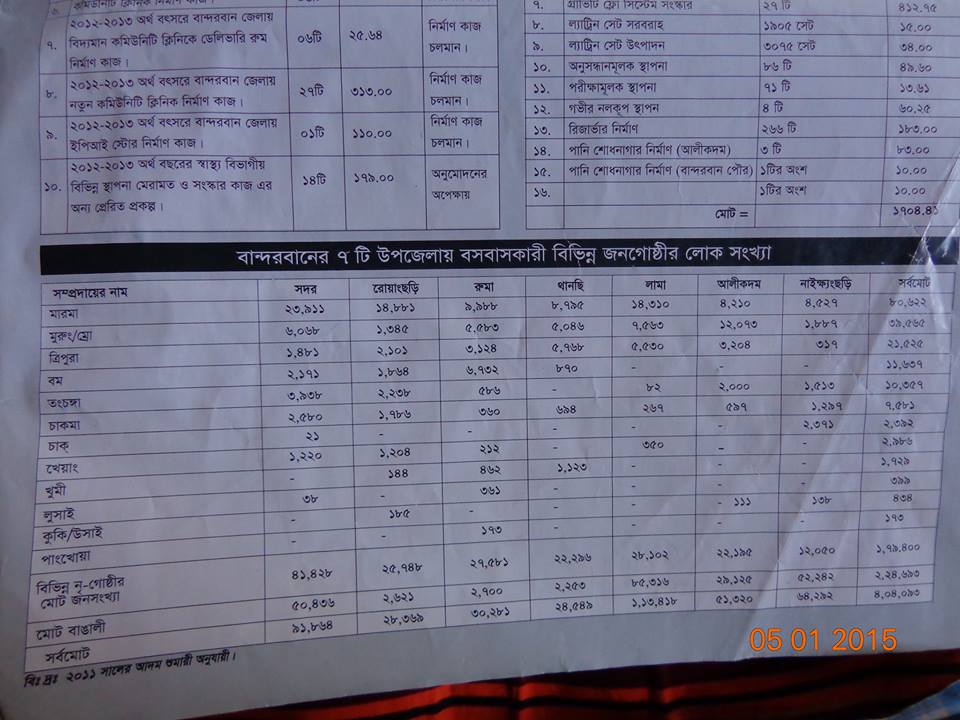 কমিউনিটি ক্লিনিক নির্মাণ কাজ।
৭. ২০১২-২০১৩ অর্থ বৎসরে বান্দরবান জেলায় বিদ্যমান কমিউনিটি ক্লিনিকে ডেলিভারি রুম নির্মাণ কাজ। ০৬টি ২৫.৬৪ নির্মাণ কাজ চলমান।
৮. ২০১২-২০১৩ অর্থ বৎসরে বান্দরবান জেলায় নতুন কমিউনিটি ক্লিনিক নির্মাণ কাজ। ২৭টি ৩১৩.০০ নির্মাণ কাজ চলমান।
৯. ২০১২-২০১৩ অর্থ বৎসরে বান্দরবান জেলায় ইপিআই স্টোর নির্মাণ কাজ। ০১টি ১১০.০০ নির্মাণ কাজ চলমান।
১০. ২০১২-২০১৩ অর্থ বছরের স্বাস্থ্য বিভাগীয় বিভিন্ন স্থাপনা মেরামত ও সংস্কার কাজ এর জন্য প্রেরিত প্রকল্প। ১৪টি ১৭৯.০০ অনুমোদনের অপেক্ষায়
৭. গ্রাভিটি ফ্লো সিস্টেম সংস্কার ২৭ টি ৪১২.৭৫
৮. ল্যাট্রিন সেট সরবরাহ ১৯০৫ সেট ১৫.০০
৯. ল্যাট্রিন সেট উৎপাদন ৩০৭৫ সেট ৩৪.০০
১০. অনুসন্ধানমূলক স্থাপনা ৮৬ টি ৪৯.৬০
১১. পরীক্ষামূলক স্থাপনা ৭১ টি ১৩.৬১
১২. গভীর নলকূপ স্থাপন ৪ টি ৬০.২৫
১৩. রিজার্ভার নির্মাণ ২৬৬ টি ১৮৩.০০
১৪. পানি শোধনাগার নির্মাণ (আলীকদম) ৩ টি ৮৩.০০
১৫. পানি শোধনাগার নির্মাণ (বান্দরবান পৌর) ১টির অংশ ১০.০০
১৬. ১টির অংশ ১০.০০
মোট = ১৭০৪.৪১
বান্দরবানের ৭ টি উপজেলায় বসবাসকারী বিভিন্ন জনগোষ্ঠীর লোক সংখ্যা
সম্প্রদায়ের নাম সদর রোয়াংছড়ি রুমা থানছি লামা আলীকদম নাইক্ষ্যংছড়ি সর্বমোট
মারমা ২৩,৯১১ ১৪,৮৮১ ৯,৯৮৮ ৮,৭৯৫ ১৪,৩১০ ৪,২১০ ৪,৫২৭ ৮০,৬২২
মুরুং/ম্রো ৬,০৬৮ ১,৩৪৫ ৫,৫৮৩ ৫,০৪৬ ৭,৫৬৩ ১২,০৭৩ ১,৮৮৭ ৩৯,৫৬৫
ত্রিপুরা ১,৪৮১ ২,১০১ ৩,১২৪ ৫,৭৬৮ ৫,৫৩০ ৩,২০৪ ৩১৭ ২১,৫২৫
বম ২,১৭১ ১,৮৬৪ ৬,৭৩২ ৮৭০ - - - ১১,৬৩৭
তংচঙ্গা ৩,৯৩৮ ২,২৩৮ ৫৮৬ - ৮২ ২,০০০ ১,৫১৩ ১০,৩৫৭
চাকমা ২,৫৮০ ১,৭৮৬ ৩৬০ ৬৯৪ ২৬৭ ৫৯৭ ১,২৯৭ ৭,৫৮১
চাক্ ২১ - - - - - ২,৩৭১ ২,৩৯২
খেয়াং ১,২২০ ১,২০৪ ২১২ - ৩৫০ - - ২,৯৮৬
খুমী - ১৪৪ ৪৬২ ১,১২৩ - - - ১,৭২৯
লুসাই ৩৮ - ৩৬১ - - - - ৩৯৯
কুকি/উসাই - ১৮৫ - - - ১১১ ১৩৮ ৪৩৪
পাংখোয়া - - ১৭৩ - - - - ১৭৩
বিভিন্ন নৃ-গোষ্ঠীর মোট জনসংখ্যা ৪১,৪২৮ ২৫,৭৪৮ ২৭,৫৮১ ২২,২৯৬ ২৮,১০২ ২২,১৯৫ ১২,০৫০ ১,৭৯,৪০০
মোট বাঙালী ৫০,৪৩৬ ২,৬২১ ২,৭০০ ২,২৫৩ ৮৫,৩১৬ ২৯,১২৫ ৫২,২৪২ ২,২৪,৬৯৩
সর্বমোট ৯১,৮৬৪ ২৮,৩৬৯ ৩০,২৮১ ২৪,৫৪৯ ১,১৩,৪১৮ ৫১,৩২০ ৬৪,২৯২ ৪,০৪,০৯৩
বিঃ দ্রঃ ২০১১ সালের আদম শুমারী অনুযায়ী।
05 01 2015